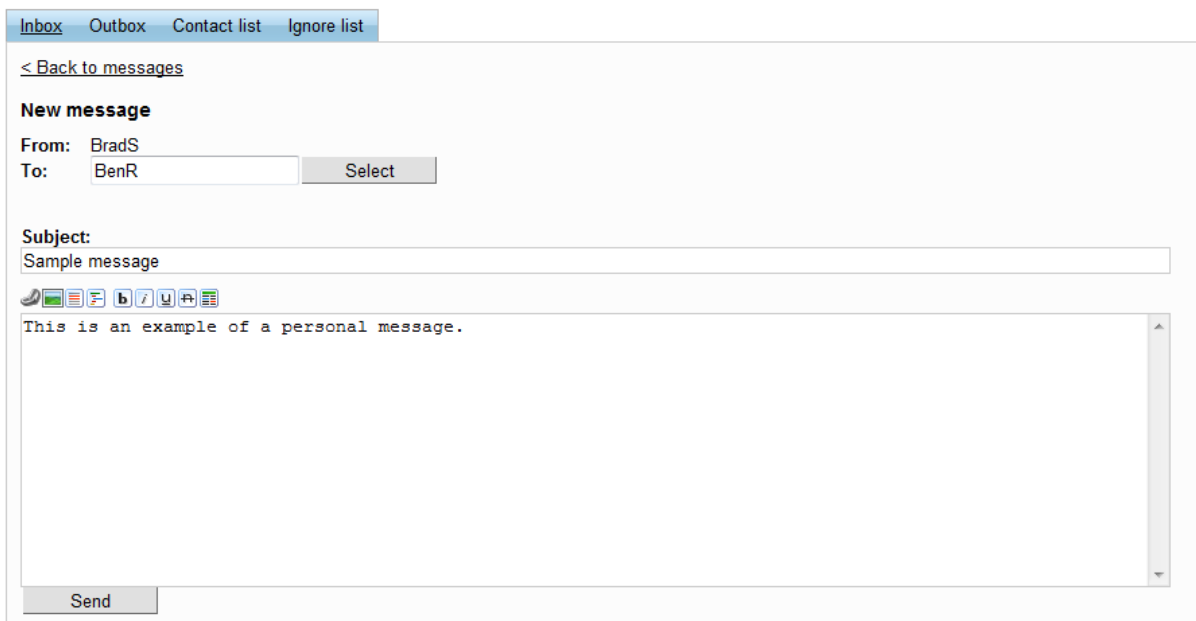 Inbox Outbox Contact list Ignore list
< Back to messages
New message
From: BradS
To: BenR Select
Subject:
Sample message
b i U R
This is an example of a personal message.
Send